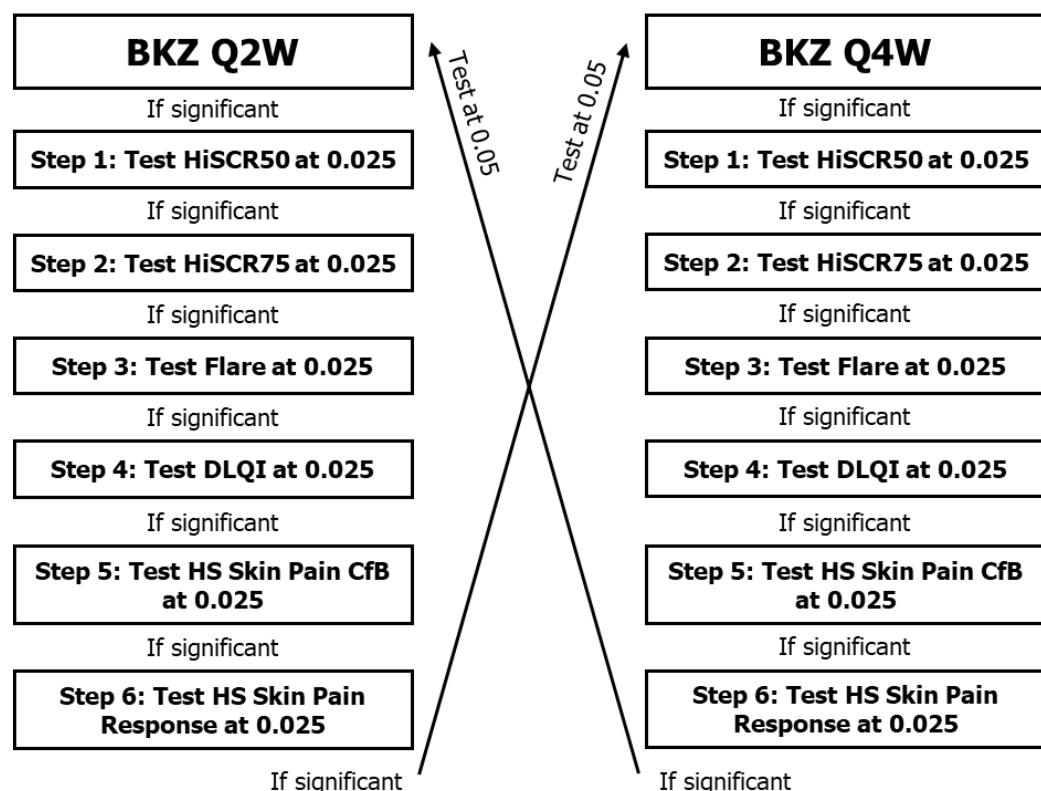 BKZ Q2W
If significant
Step 1: Test HiSCR50 at 0.025
If significant
Step 2: Test HiSCR75 at 0.025
If significant
Step 3: Test Flare at 0.025
If significant
Step 4: Test DLQI at 0.025
If significant
Step 5: Test HS Skin Pain CfB
at 0.025
If significant
Step 6: Test HS Skin Pain
Response at 0.025
If significant
Test at 0.05
Test at 0.05
BKZ Q4W
If significant
Step 1: Test HiSCR50 at 0.025
If significant
Step 2: Test HiSCR75 at 0.025
If significant
Step 3: Test Flare at 0.025
If significant
Step 4: Test DLQI at 0.025
If significant
Step 5: Test HS Skin Pain CfB
at 0.025
If significant
Step 6: Test HS Skin Pain
Response at 0.025
If significant